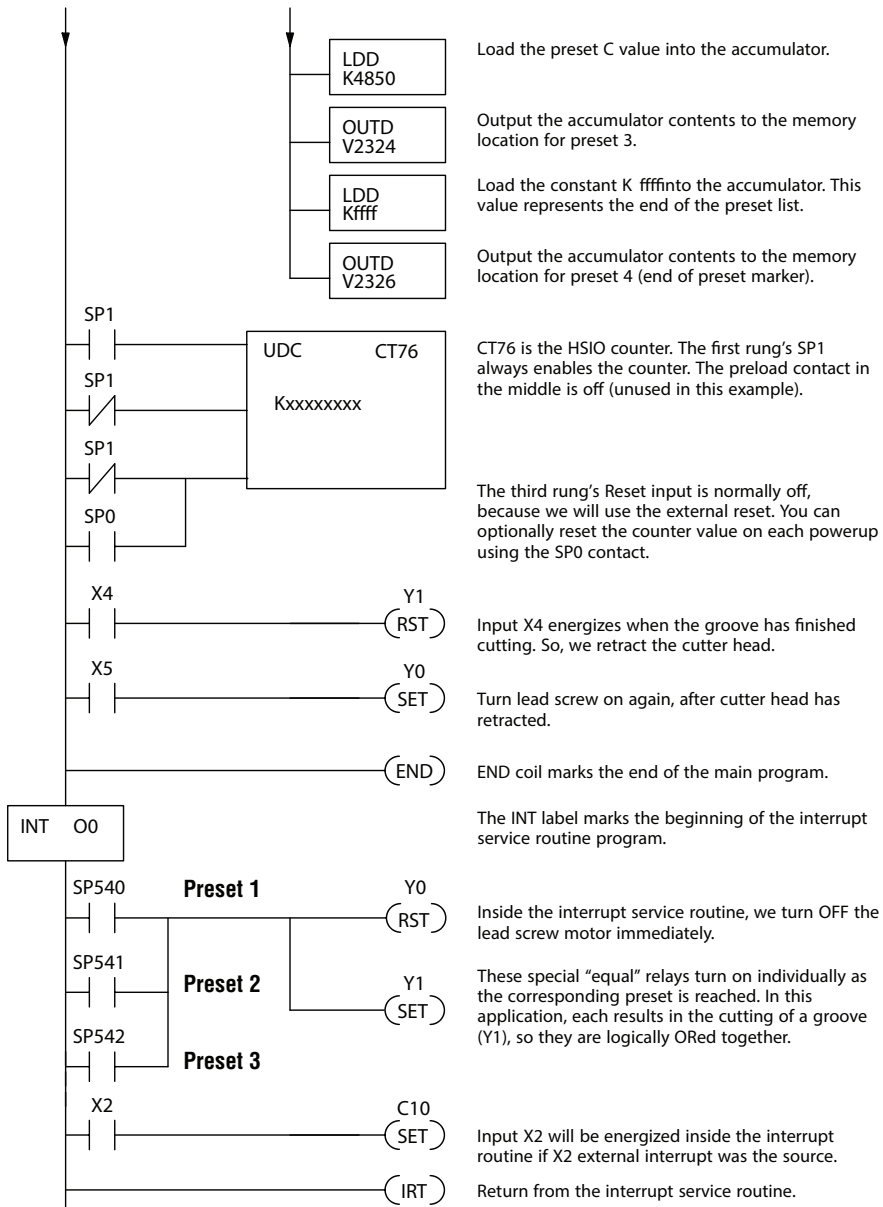 LDD
K4850
Load the preset C value into the accumulator.
OUTD
V2324
Output the accumulator contents to the memory
location for preset 3.
LDD
Kffff
Load the constant K ffffinto the accumulator. This
value represents the end of the preset list.
OUTD
V2326
Output the accumulator contents to the memory
location for preset 4 (end of preset marker).
SP1
UDC CT76
Kxxxxxxxx
CT76 is the HSIO counter. The first rung's SP1
always enables the counter. The preload contact in
the middle is off (unused in this example).
SP1
SP1
SP0
The third rung's Reset input is normally off,
because we will use the external reset. You can
optionally reset the counter value on each powerup
using the SP0 contact.
X4
Y1
RST
Input X4 energizes when the groove has finished
cutting. So, we retract the cutter head.
X5
Y0
SET
Turn lead screw on again, after cutter head has
retracted.
END
END coil marks the end of the main program.
INT O0
The INT label marks the beginning of the interrupt
service routine program.
SP540
Preset 1
Y0
RST
Inside the interrupt service routine, we turn OFF the
lead screw motor immediately.
SP541
Preset 2
Y1
SET
These special “equal” relays turn on individually as
the corresponding preset is reached. In this
application, each results in the cutting of a groove
(Y1), so they are logically ORed together.
SP542
Preset 3
X2
C10
SET
Input X2 will be energized inside the interrupt
routine if X2 external interrupt was the source.
IRT
Return from the interrupt service routine.